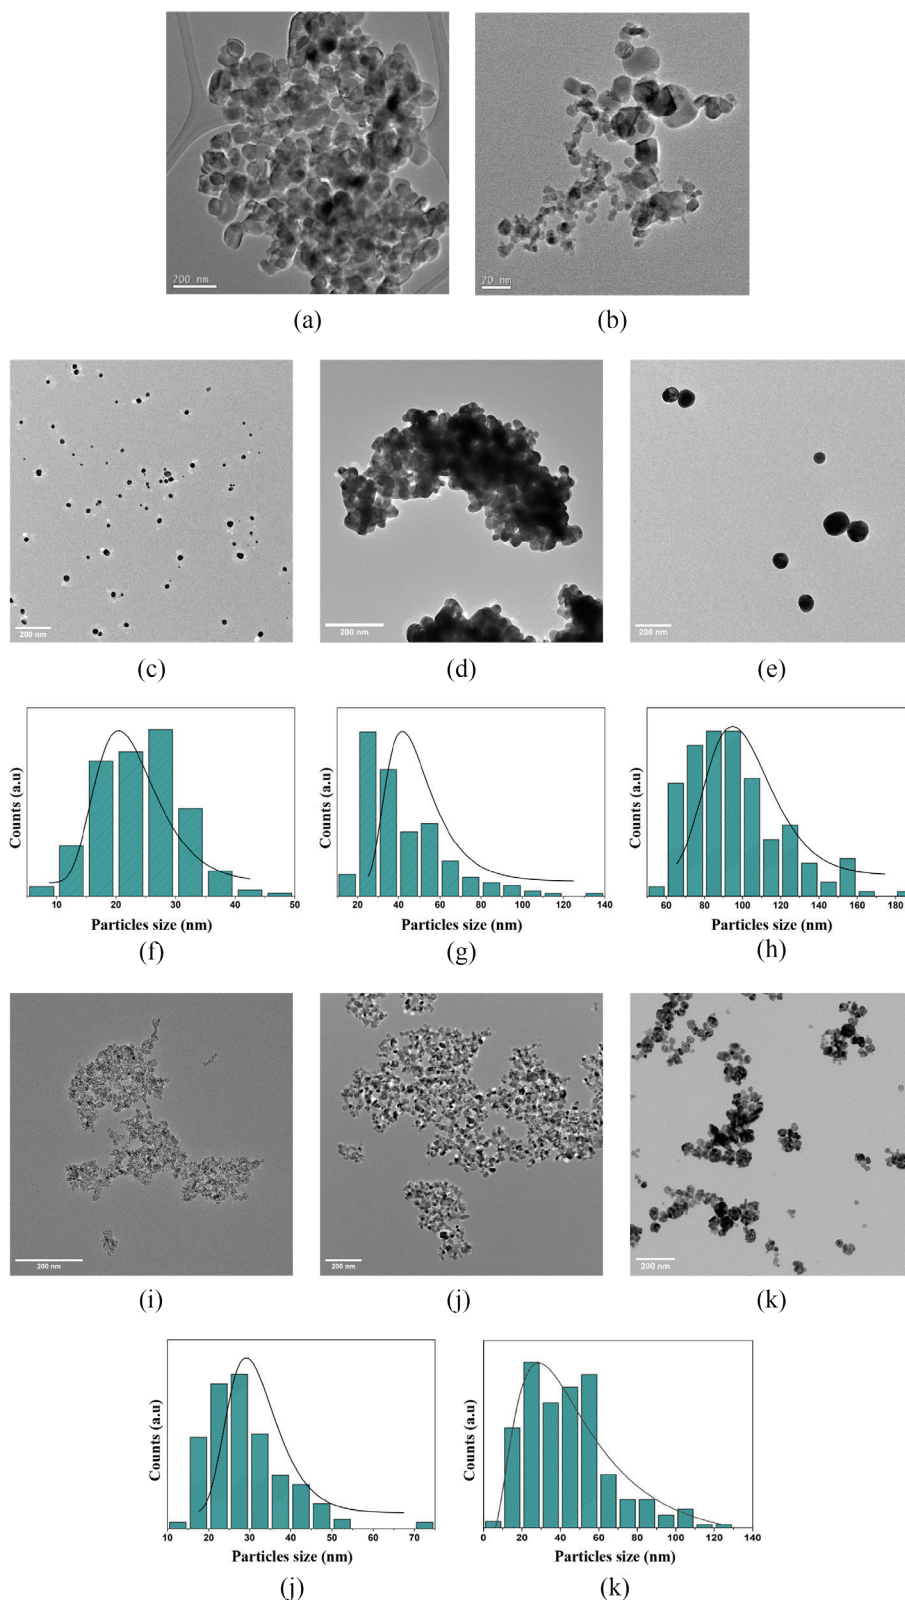 200 nm
20 nm
(a)
(b)
200 nm
200 nm
200 nm
(c)
(d)
(e)
Counts (a.u)
10 20 30 40 50
Particles size (nm)
(f)
Counts (a.u)
20 40 60 80 100 120 140
Particles size (nm)
(g)
Counts (a.u)
60 80 100 120 140 160 180
Particles size (nm)
(h)
200 nm
200 nm
200 nm
(i)
(j)
(k)
Counts (a.u)
10 20 30 40 50 60 70
Particles size (nm)
(j)
Counts (a.u)
0 20 40 60 80 100 120 140
Particles size (nm)
(k)